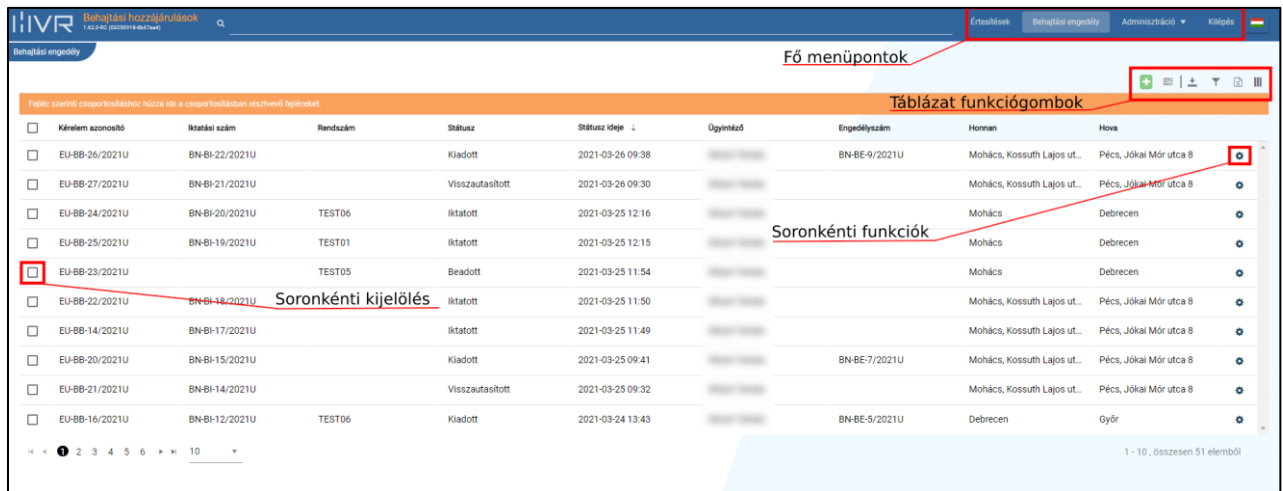 HVR Behajtási hozzájárulások Értesítések Behajtási engedély Adminisztráció Kilépés
Behajtási engedély
Fő menüpontok
Fejléc szerinti csoportosításhoz húzza ide a csoportosításban résztvevő fejléceket.
Táblázat funkciógombok
Kérelem azonosító Iktatási szám Rendszám Státusz Státusz ideje ↓ Ügyintéző Engedélyszám Honnan Hova
EU-BB-26/2021U BN-BI-22/2021U Kiadott 2021-03-26 09:38 BN-BE-9/2021U Mohács, Kossuth Lajos ut... Pécs, Jókai Mór utca 8
EU-BB-27/2021U BN-BI-21/2021U Visszautasított 2021-03-26 09:30 Mohács, Kossuth Lajos ut... Pécs, Jókai Mór utca 8
EU-BB-24/2021U BN-BI-20/2021U TEST06 Iktatott 2021-03-25 12:16 Mohács Debrecen
Soronkénti funkciók
EU-BB-25/2021U BN-BI-19/2021U TEST01 Iktatott 2021-03-25 12:15 Mohács Debrecen
EU-BB-23/2021U TEST05 Beadott 2021-03-25 11:54 Mohács Debrecen
Soronkénti kijelölés
EU-BB-22/2021U BN-BI-18/2021U Iktatott 2021-03-25 11:50 Mohács, Kossuth Lajos ut... Pécs, Jókai Mór utca 8
EU-BB-14/2021U BN-BI-17/2021U Iktatott 2021-03-25 11:49 Mohács, Kossuth Lajos ut... Pécs, Jókai Mór utca 8
EU-BB-20/2021U BN-BI-15/2021U Kiadott 2021-03-25 09:41 BN-BE-7/2021U Mohács, Kossuth Lajos ut... Pécs, Jókai Mór utca 8
EU-BB-21/2021U BN-BI-14/2021U Visszautasított 2021-03-25 09:32 Mohács, Kossuth Lajos ut... Pécs, Jókai Mór utca 8
EU-BB-16/2021U BN-BI-12/2021U TEST06 Kiadott 2021-03-24 13:43 BN-BE-5/2021U Debrecen Győr
1 2 3 4 5 6 10 1 - 10 , összesen 51 elemből